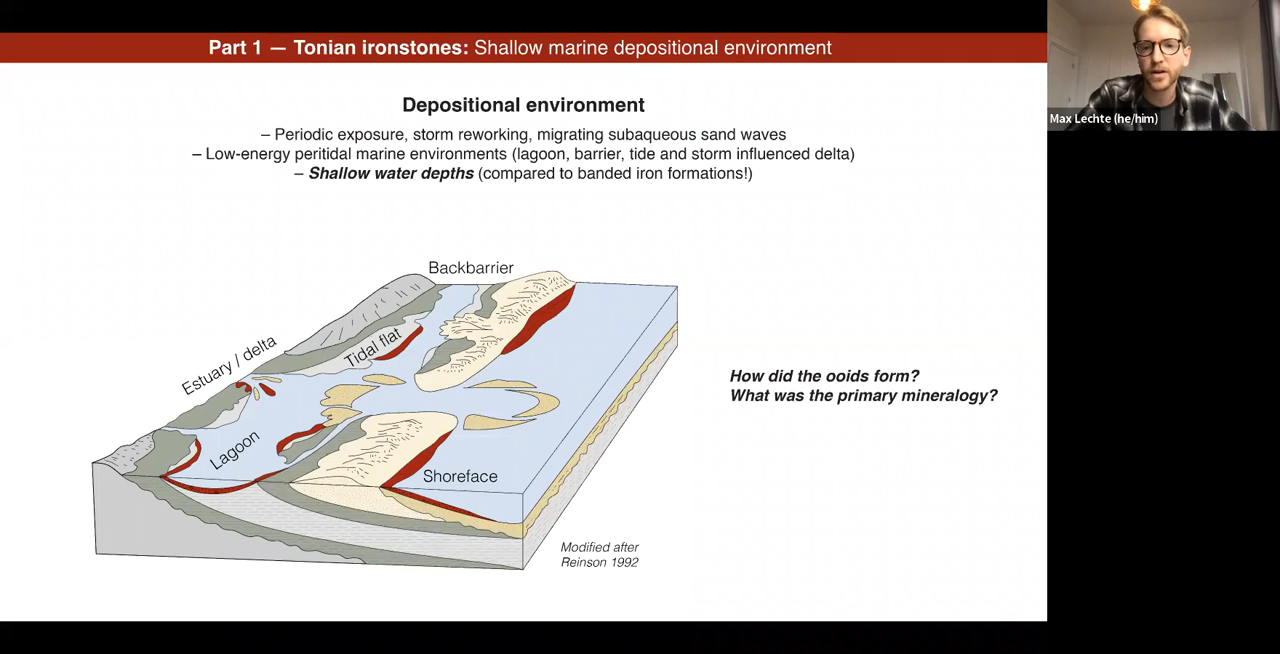 Part 1 — Tonian ironstones: Shallow marine depositional environment
Max Lechte (he/him)
Depositional environment
– Periodic exposure, storm reworking, migrating subaqueous sand waves
– Low-energy peritidal marine environments (lagoon, barrier, tide and storm influenced delta)
– Shallow water depths (compared to banded iron formations!)
Backbarrier
Estuary / delta
Tidal flat
How did the ooids form?
What was the primary mineralogy?
Lagoon
Shoreface
Modified after
Reinson 1992